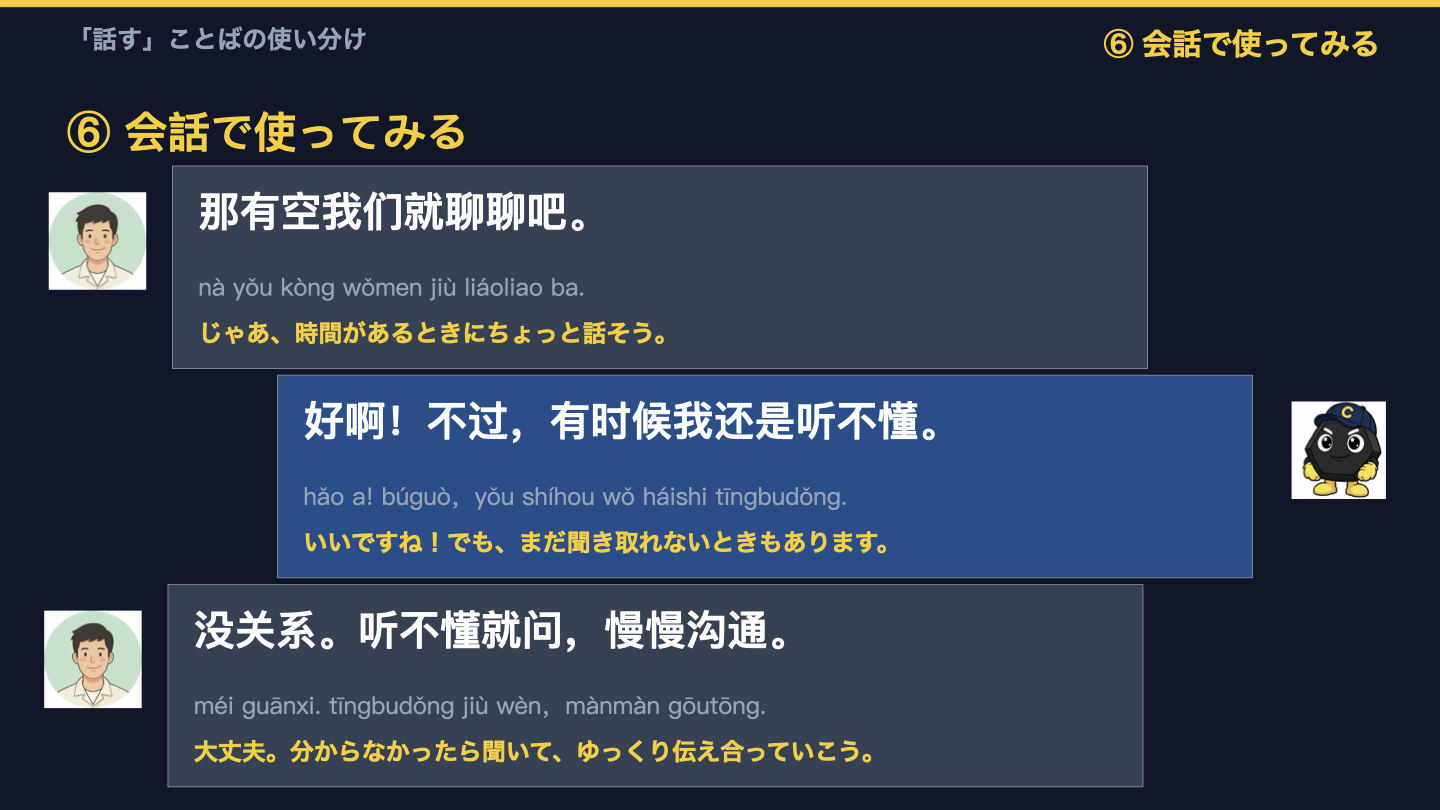 「話す」ことばの使い分け
⑥ 会話で使ってみる
⑥ 会話で使ってみる
那有空我们就聊聊吧。
nà yǒu kòng wǒmen jiù liáoliao ba.
じゃあ、時間があるときにちょっと話そう。
好啊！不过，有时候我还是听不懂。
hǎo a! búguò，yǒu shíhou wǒ háishi tīngbudǒng.
いいですね！でも、まだ聞き取れないときもあります。
C
没关系。听不懂就问，慢慢沟通。
méi guānxi. tīngbudǒng jiù wèn，mànmàn gōutōng.
大丈夫。分からなかったら聞いて、ゆっくり伝え合っていこう。